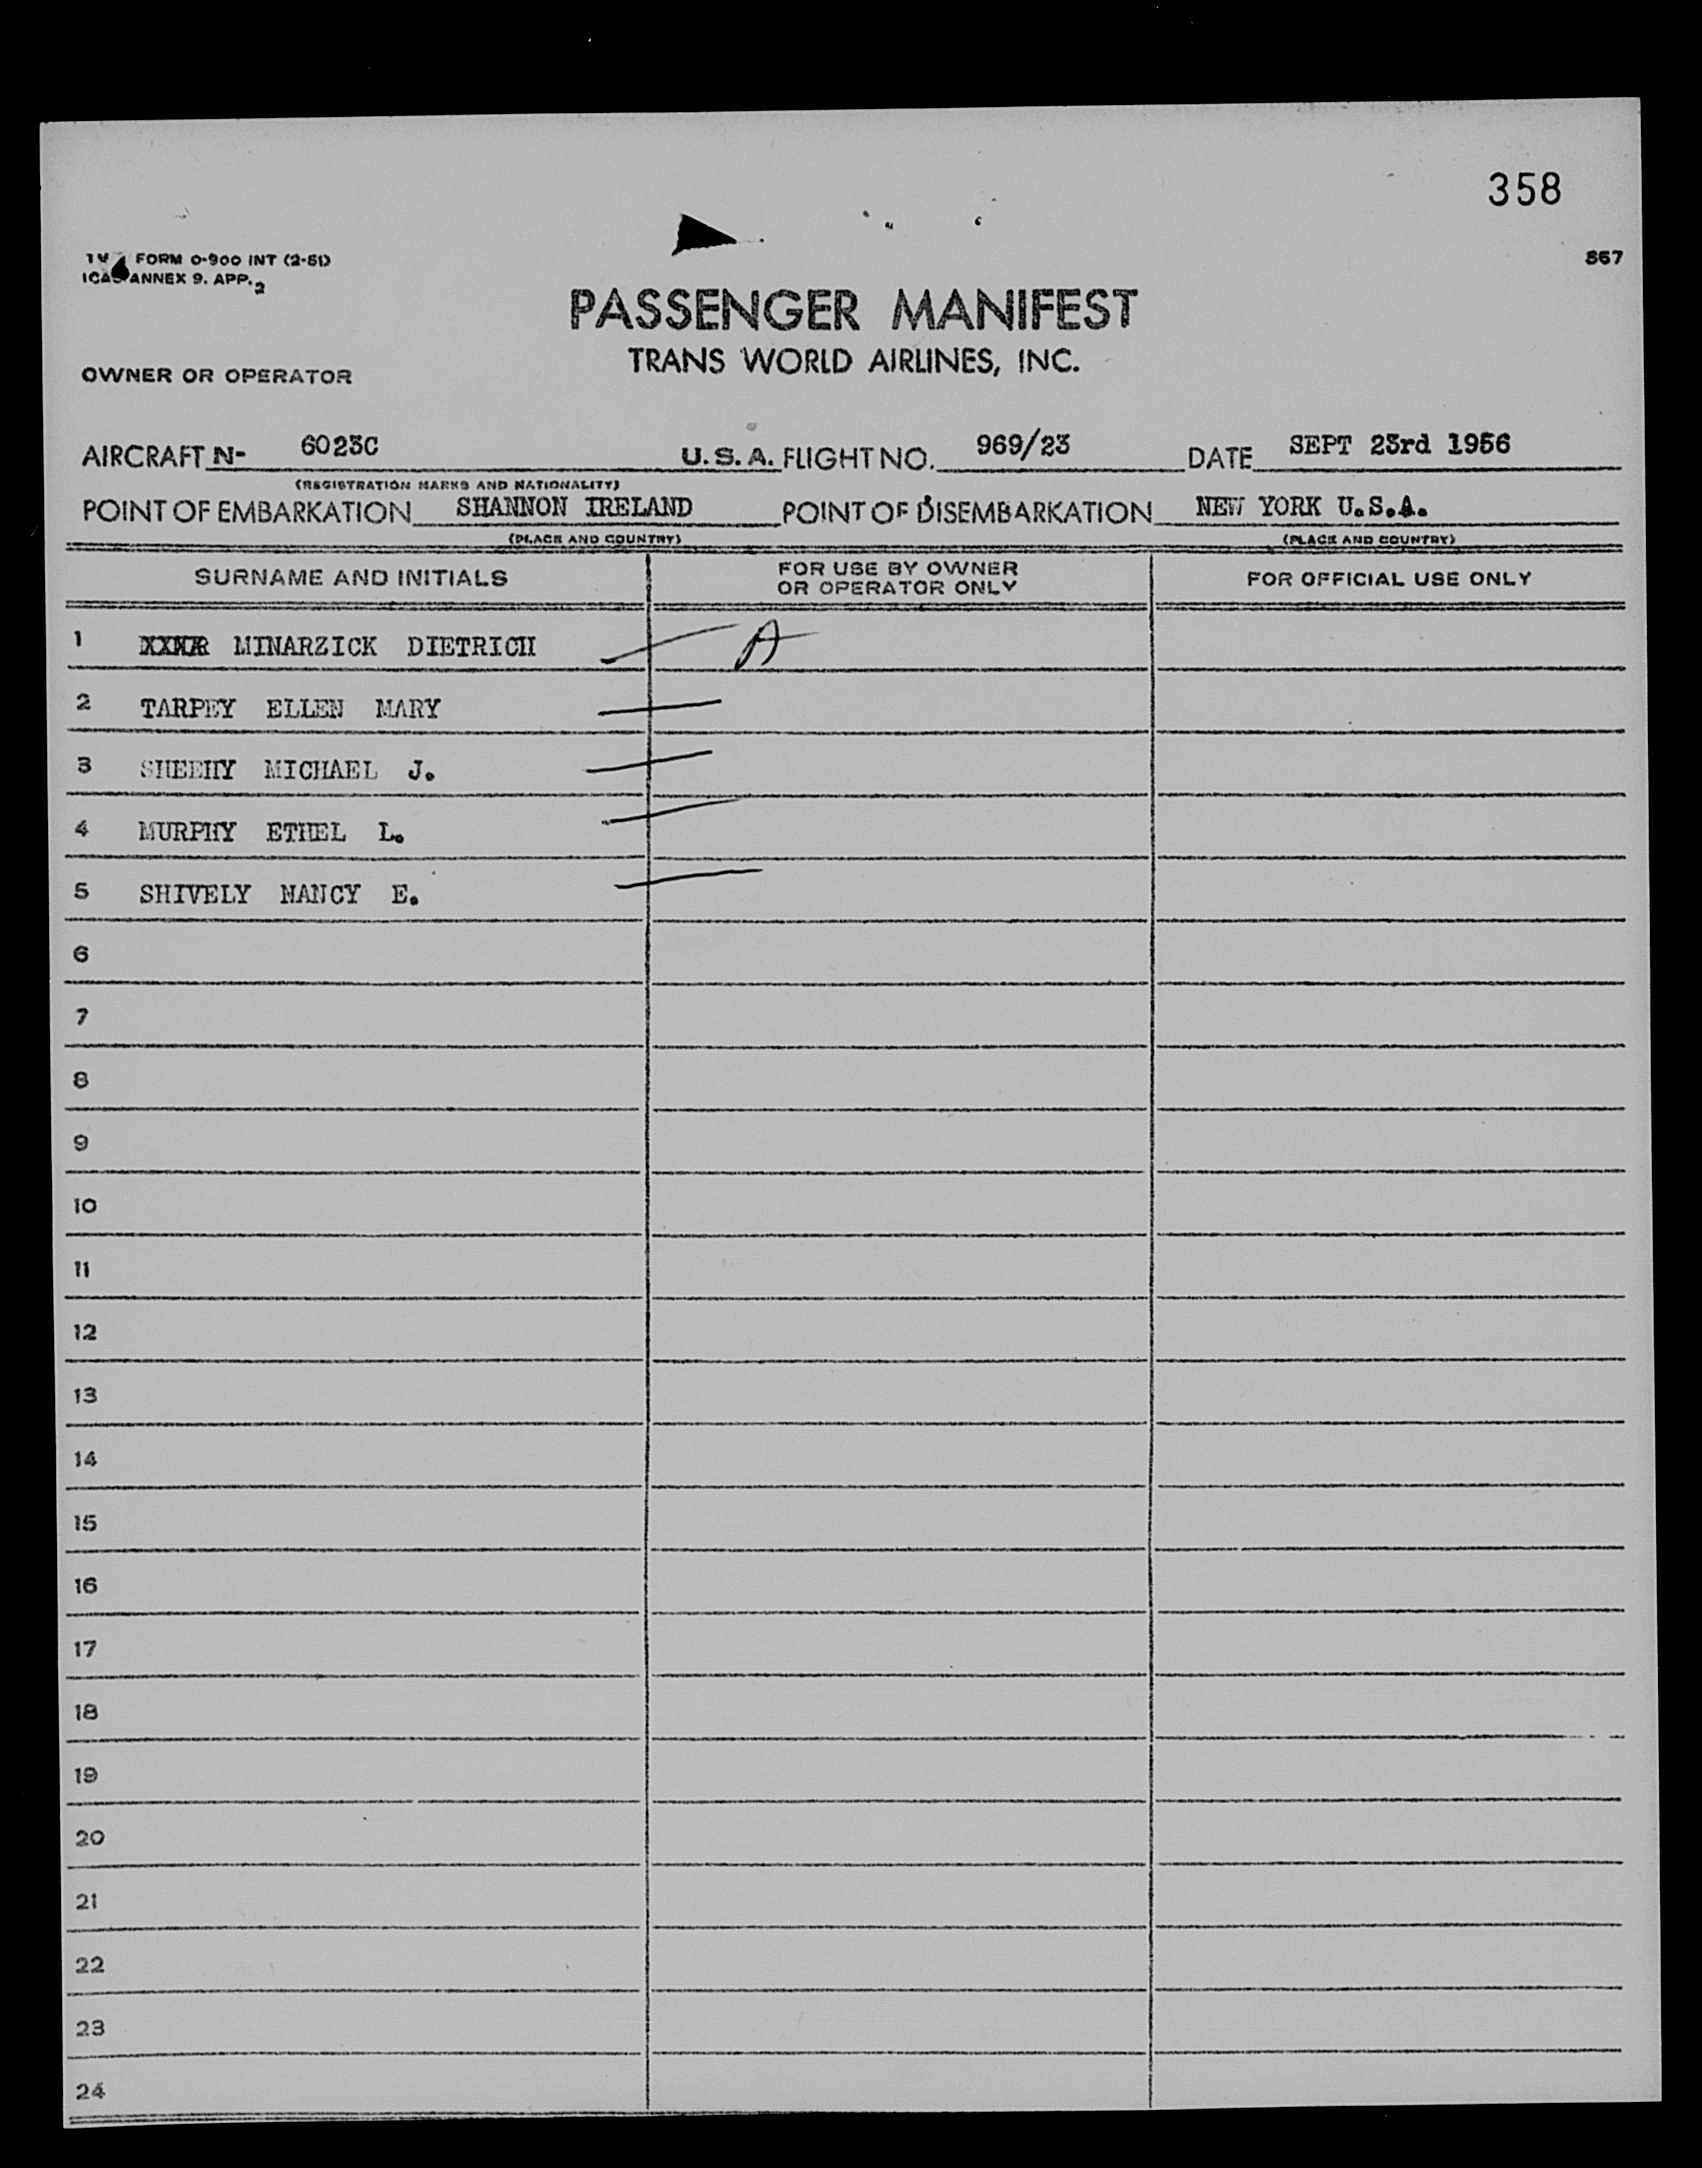 358
TWA FORM O-900 INT (2-51)
867
ICAO ANNEX 9. APP. 2
PASSENGER MANIFEST
TRANS WORLD AIRLINES, INC.
OWNER OR OPERATOR
AIRCRAFT N- 6023C U.S.A. FLIGHT NO. 969/23 DATE SEPT 23rd 1956
(REGISTRATION MARKS AND NATIONALITY)
POINT OF EMBARKATION SHANNON IRELAND POINT OF DISEMBARKATION NEW YORK U.S.A.
(PLACE AND COUNTRY) (PLACE AND COUNTRY)
SURNAME AND INITIALS FOR USE BY OWNER OR OPERATOR ONLY FOR OFFICIAL USE ONLY
1 MINARZICK DIETRICH A
2 TARPEY ELLEN MARY
3 SHEEHY MICHAEL J.
4 MURPHY ETHEL L.
5 SHIVELY NANCY E.
6
7
8
9
10
11
12
13
14
15
16
17
18
19
20
21
22
23
24